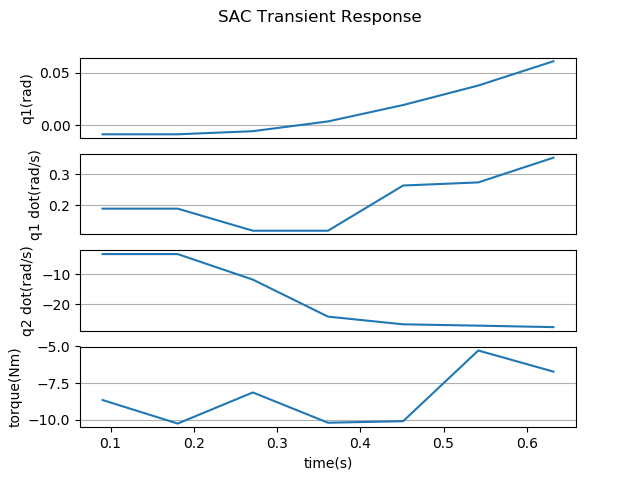 SAC Transient Response
q1(rad)
0.05
0.00
q1 dot(rad/s)
0.3
0.2
q2 dot(rad/s)
−10
−20
torque(Nm)
−5.0
−7.5
−10.0
0.1 0.2 0.3 0.4 0.5 0.6
time(s)